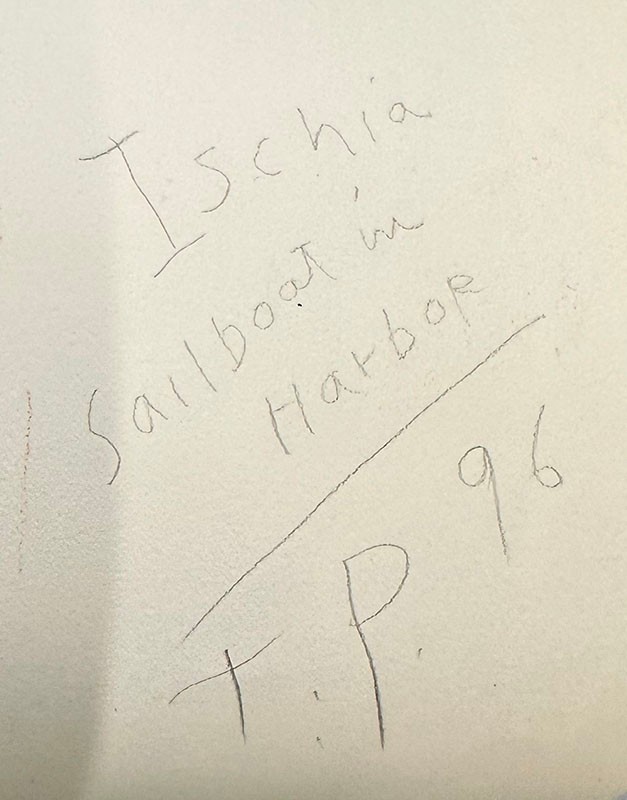 Ischia
Sailboat in
Harbor
96
T.P.